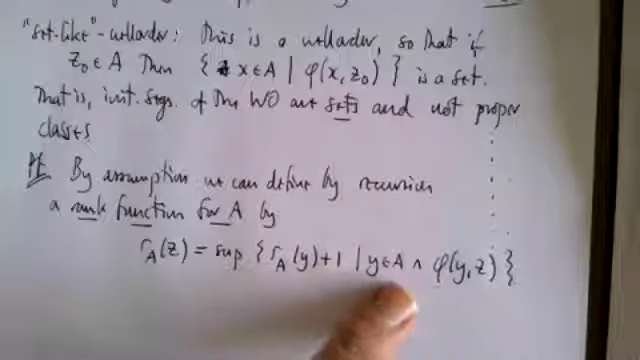 "set-like"-wellorder: This is a wellorder, so that if
z₀ ∈ A Then { x ∈ A | φ(x, z₀) } is a set.
That is, init. segs. of the WO are sets and not proper
classes
Pf By assumption we can define by recursion
a rank function for A by
r_A(z) = sup { r_A(y)+1 | y ∈ A ∧ φ(y, z) }